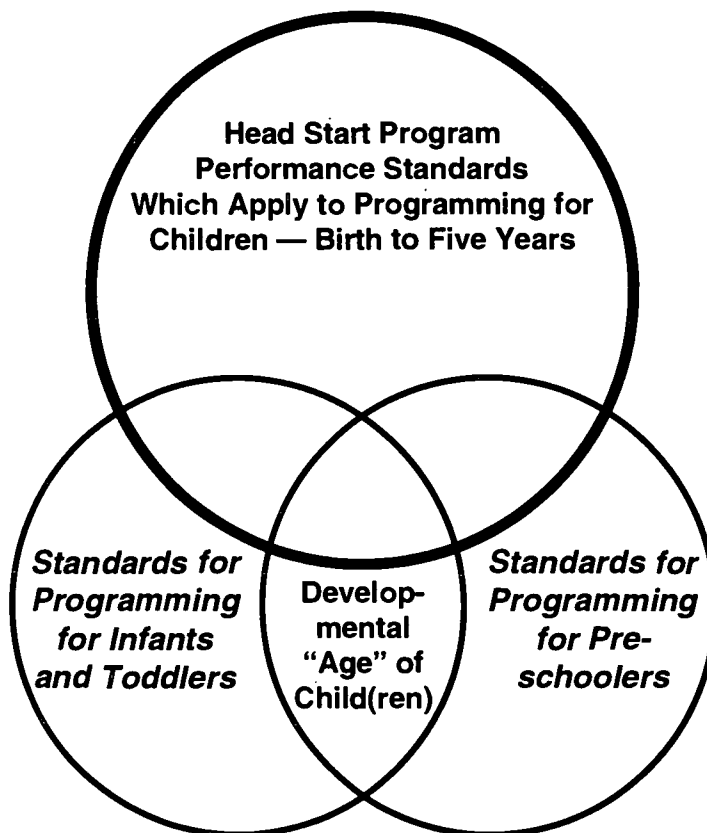 Head Start Program
Performance Standards
Which Apply to Programming for
Children — Birth to Five Years
Standards for
Programming
for Infants
and Toddlers
Develop-
mental
“Age” of
Child(ren)
Standards for
Programming
for Pre-
schoolers